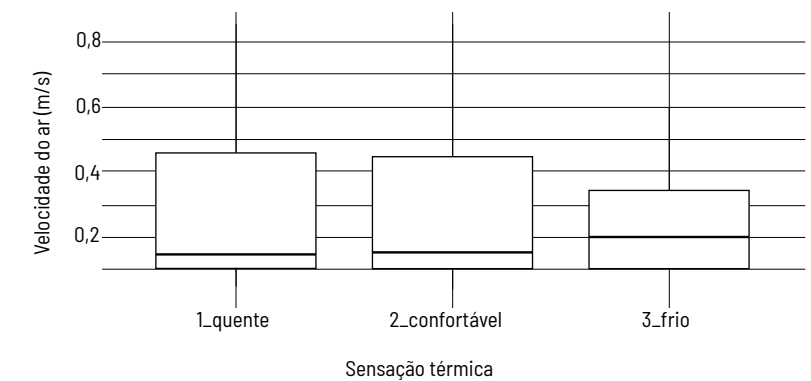 0,8
0,6
0,4
0,2
Velocidade do ar (m/s)
1_quente
2_confortável
3_frio
Sensação térmica